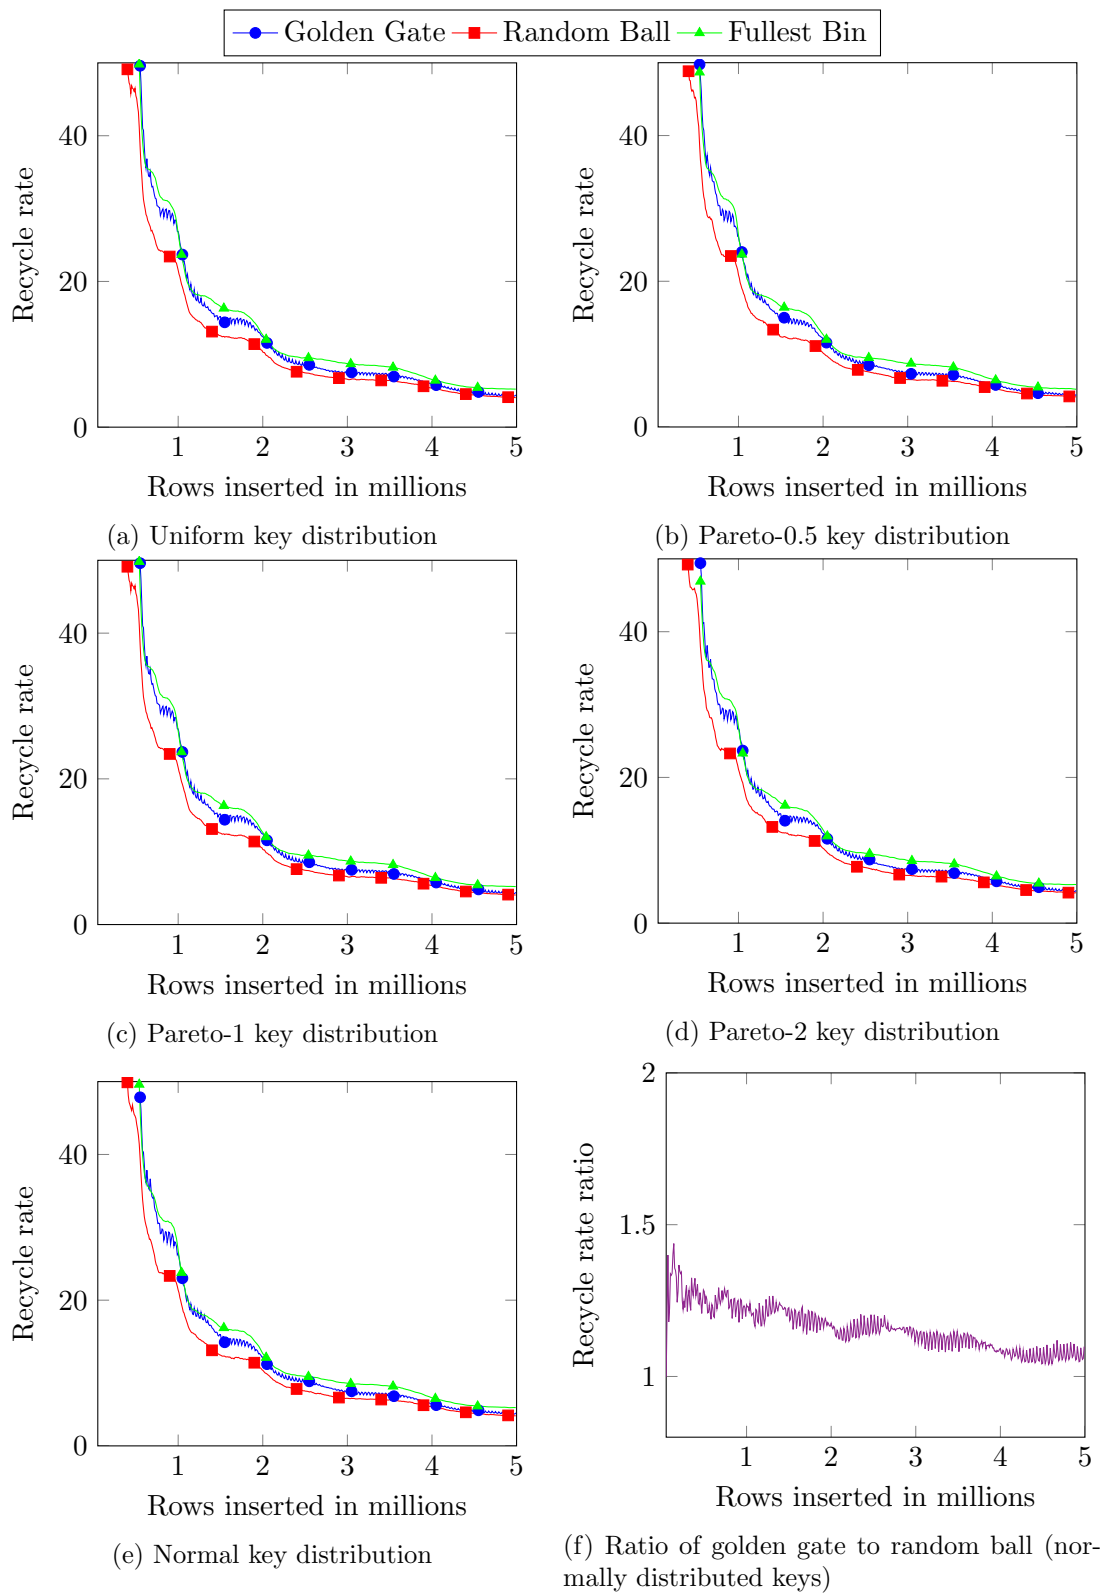 Golden Gate Random Ball Fullest Bin
40
20
0
1 2 3 4 5
Recycle rate
Rows inserted in millions
(a) Uniform key distribution
40
20
0
1 2 3 4 5
Recycle rate
Rows inserted in millions
(b) Pareto-0.5 key distribution
40
20
0
1 2 3 4 5
Recycle rate
Rows inserted in millions
(c) Pareto-1 key distribution
40
20
0
1 2 3 4 5
Recycle rate
Rows inserted in millions
(d) Pareto-2 key distribution
40
20
0
1 2 3 4 5
Recycle rate
Rows inserted in millions
(e) Normal key distribution
2
1.5
1
1 2 3 4 5
Recycle rate ratio
Rows inserted in millions
(f) Ratio of golden gate to random ball (nor-
mally distributed keys)